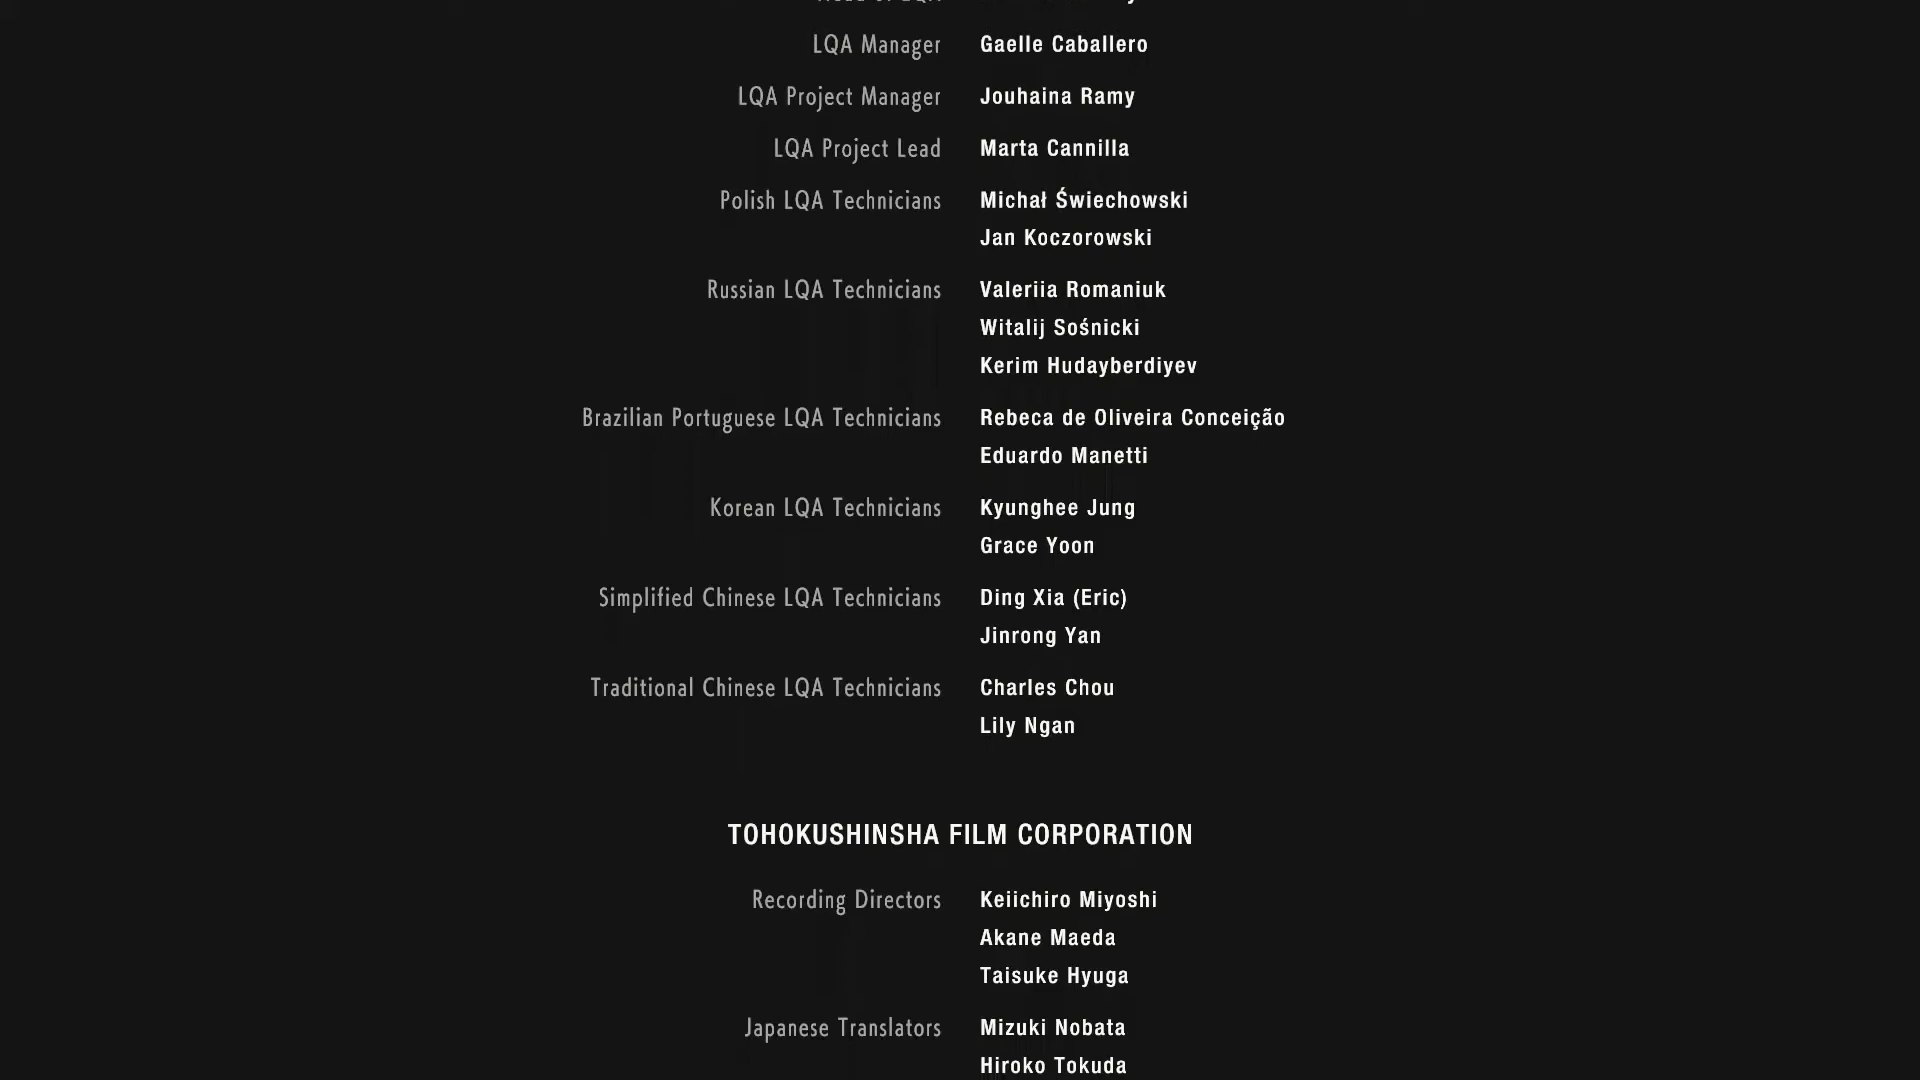 LQA Manager Gaelle Caballero
LQA Project Manager Jouhaina Ramy
LQA Project Lead Marta Cannilla
Polish LQA Technicians Michał Świechowski
Jan Koczorowski
Russian LQA Technicians Valeriia Romaniuk
Witalij Sośnicki
Kerim Hudayberdiyev
Brazilian Portuguese LQA Technicians Rebeca de Oliveira Conceição
Eduardo Manetti
Korean LQA Technicians Kyunghee Jung
Grace Yoon
Simplified Chinese LQA Technicians Ding Xia (Eric)
Jinrong Yan
Traditional Chinese LQA Technicians Charles Chou
Lily Ngan
TOHOKUSHINSHA FILM CORPORATION
Recording Directors Keiichiro Miyoshi
Akane Maeda
Taisuke Hyuga
Japanese Translators Mizuki Nobata
Hiroko Tokuda